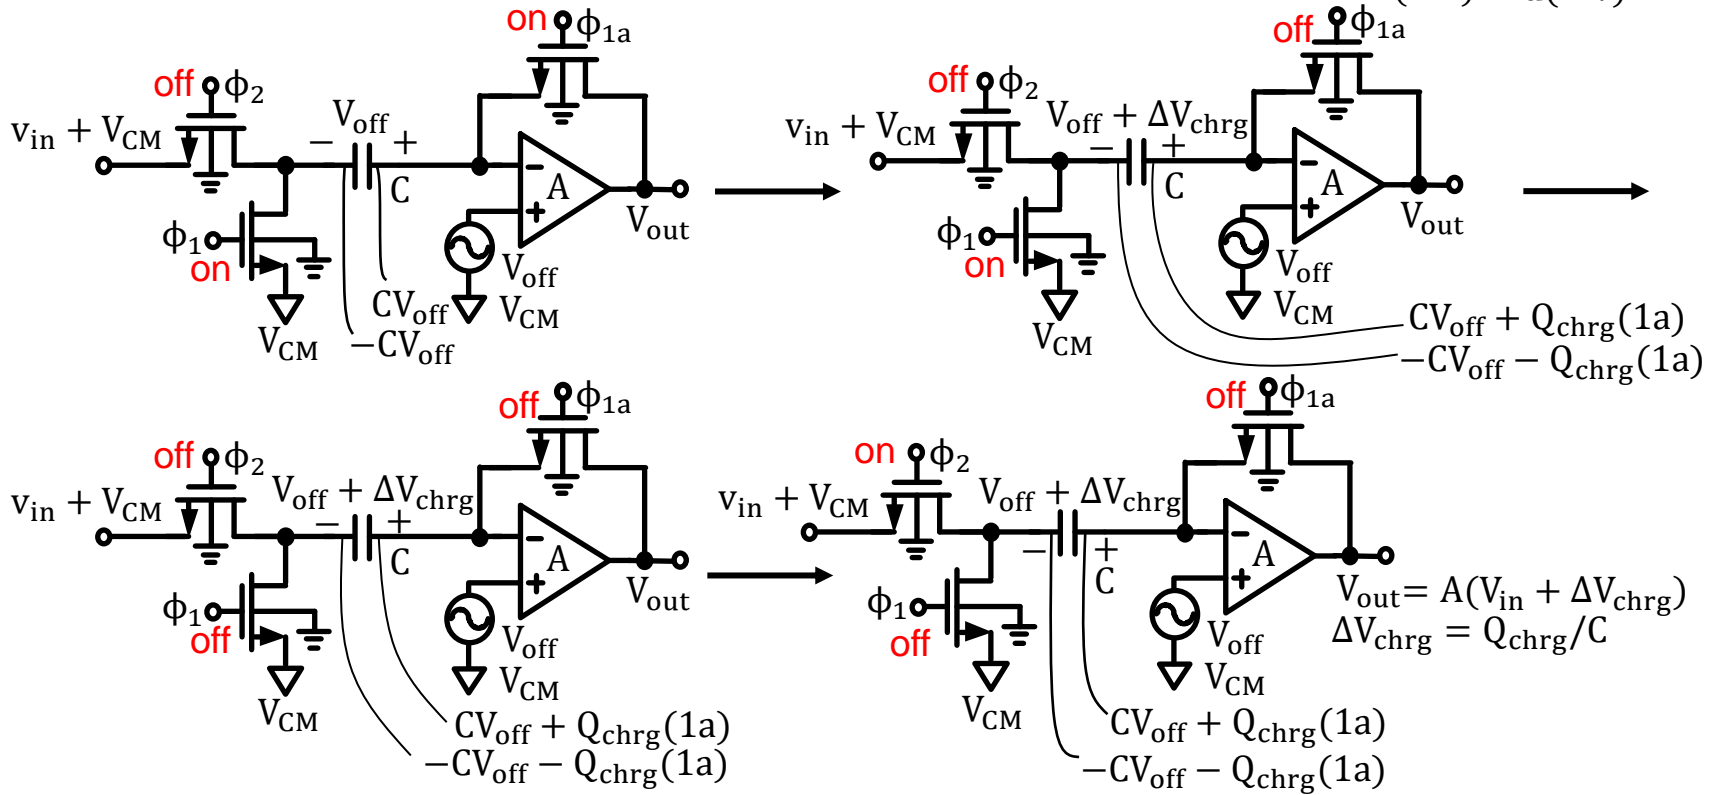 on
ϕ1a
off ϕ2
vin + VCM
Voff
− +
C
−
A
+
Vout
ϕ1
on
Voff
VCM
VCM
CVoff
−CVoff
off ϕ1a
off ϕ2
vin + VCM
Voff + ΔVchrg
− +
C
−
A
+
Vout
ϕ1
on
Voff
VCM
VCM
CVoff + Qchrg(1a)
−CVoff − Qchrg(1a)
off ϕ1a
off ϕ2
vin + VCM
Voff + ΔVchrg
− +
C
−
A
+
Vout
ϕ1
off
Voff
VCM
VCM
CVoff + Qchrg(1a)
−CVoff − Qchrg(1a)
off ϕ1a
on ϕ2
vin + VCM
Voff + ΔVchrg
− +
C
−
A
+
Vout = A(Vin + ΔVchrg)
ΔVchrg = Qchrg/C
ϕ1
off
Voff
VCM
VCM
CVoff + Qchrg(1a)
−CVoff − Qchrg(1a)